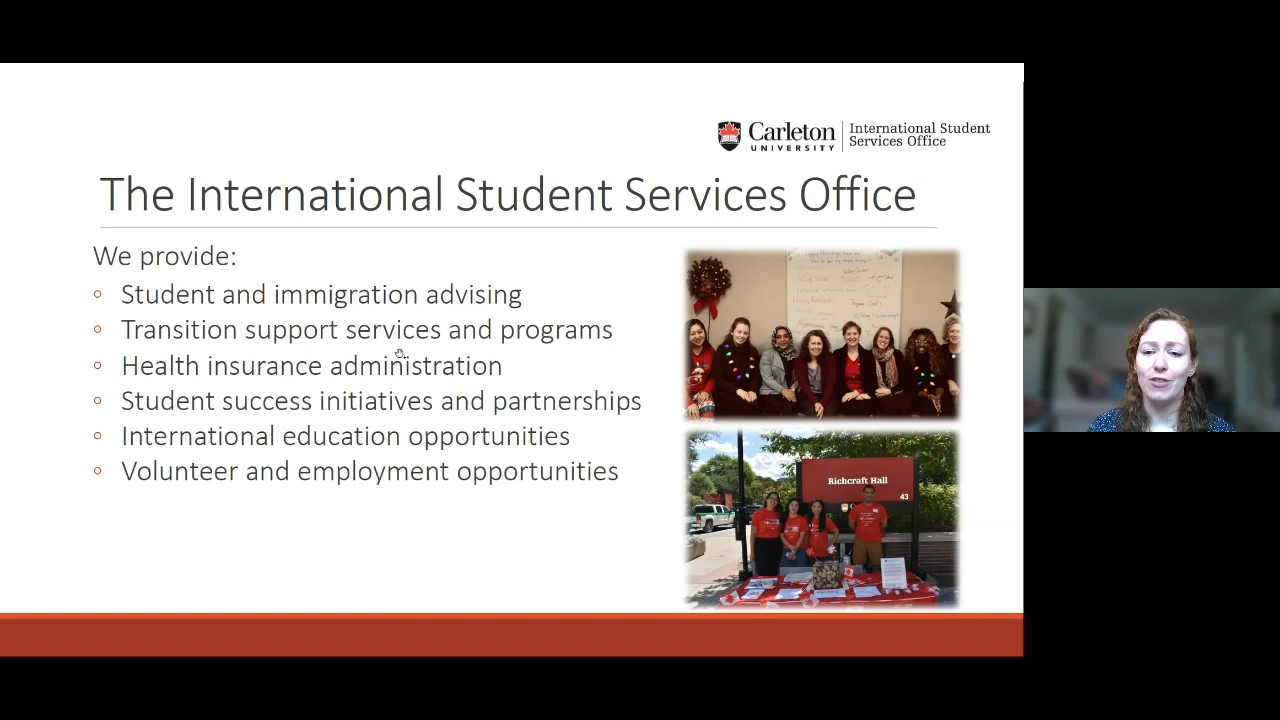 Carleton
UNIVERSITY
International Student
Services Office
The International Student Services Office
We provide:
◦ Student and immigration advising
◦ Transition support services and programs
◦ Health insurance administration
◦ Student success initiatives and partnerships
◦ International education opportunities
◦ Volunteer and employment opportunities
Richcraft Hall
43